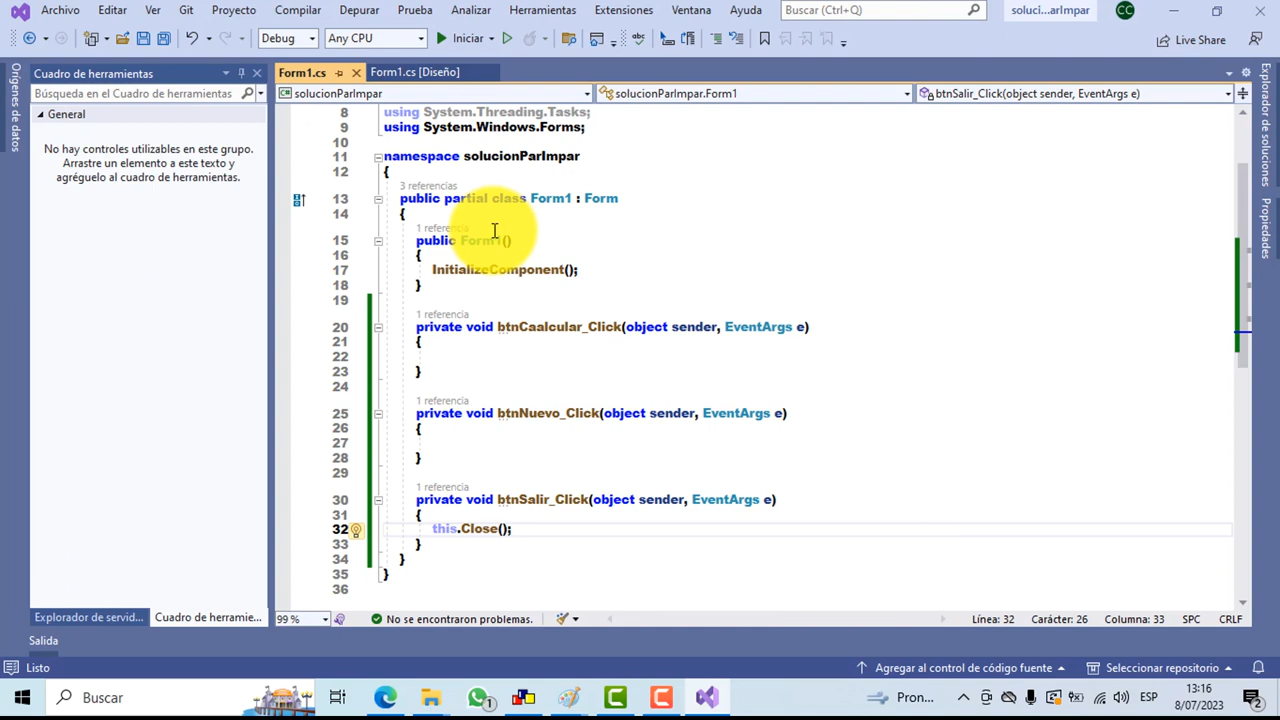 Archivo Editar Ver Git Proyecto Compilar Depurar Prueba Analizar Herramientas Extensiones Ventana Ayuda Buscar (Ctrl+Q) soluci...arImpar CC
Debug Any CPU Iniciar Live Share
Orígenes de datos
Cuadro de herramientas
Búsqueda en el Cuadro de herramientas
General
No hay controles utilizables en este grupo.
Arrastre un elemento a este texto y
agréguelo al cuadro de herramientas.
Form1.cs Form1.cs [Diseño]
solucionParImpar solucionParImpar.Form1 btnSalir_Click(object sender, EventArgs e)
8 using System.Threading.Tasks;
9 using System.Windows.Forms;
10
11 namespace solucionParImpar
12 {
3 referencias
13 public partial class Form1 : Form
14 {
1 referencia
15 public Form1()
16 {
17 InitializeComponent();
18 }
19
1 referencia
20 private void btnCaalcular_Click(object sender, EventArgs e)
21 {
22
23 }
24
1 referencia
25 private void btnNuevo_Click(object sender, EventArgs e)
26 {
27
28 }
29
1 referencia
30 private void btnSalir_Click(object sender, EventArgs e)
31 {
32 this.Close();
33 }
34 }
35 }
36
Explorador de soluciones
Propiedades
Explorador de servid... Cuadro de herramie...
99 % No se encontraron problemas. Línea: 32 Carácter: 26 Columna: 33 SPC CRLF
Salida
Listo Agregar al control de código fuente Seleccionar repositorio
Buscar 1 Pron... ESP 13:16
8/07/2023 2